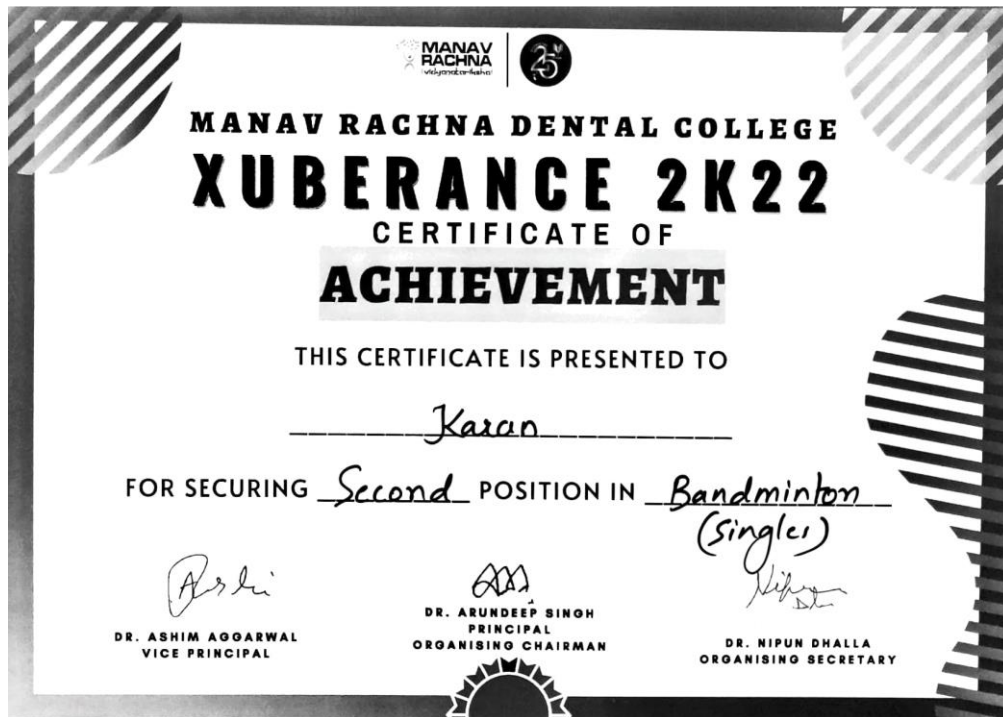 MANAV
RACHNA
vidyanatariksha
25
MANAV RACHNA DENTAL COLLEGE
XUBERANCE 2K22
CERTIFICATE OF
ACHIEVEMENT
THIS CERTIFICATE IS PRESENTED TO
Karan
FOR SECURING Second POSITION IN Bandminton
(Singles)
DR. ASHIM AGGARWAL
VICE PRINCIPAL
DR. ARUNDEEP SINGH
PRINCIPAL
ORGANISING CHAIRMAN
DR. NIPUN DHALLA
ORGANISING SECRETARY